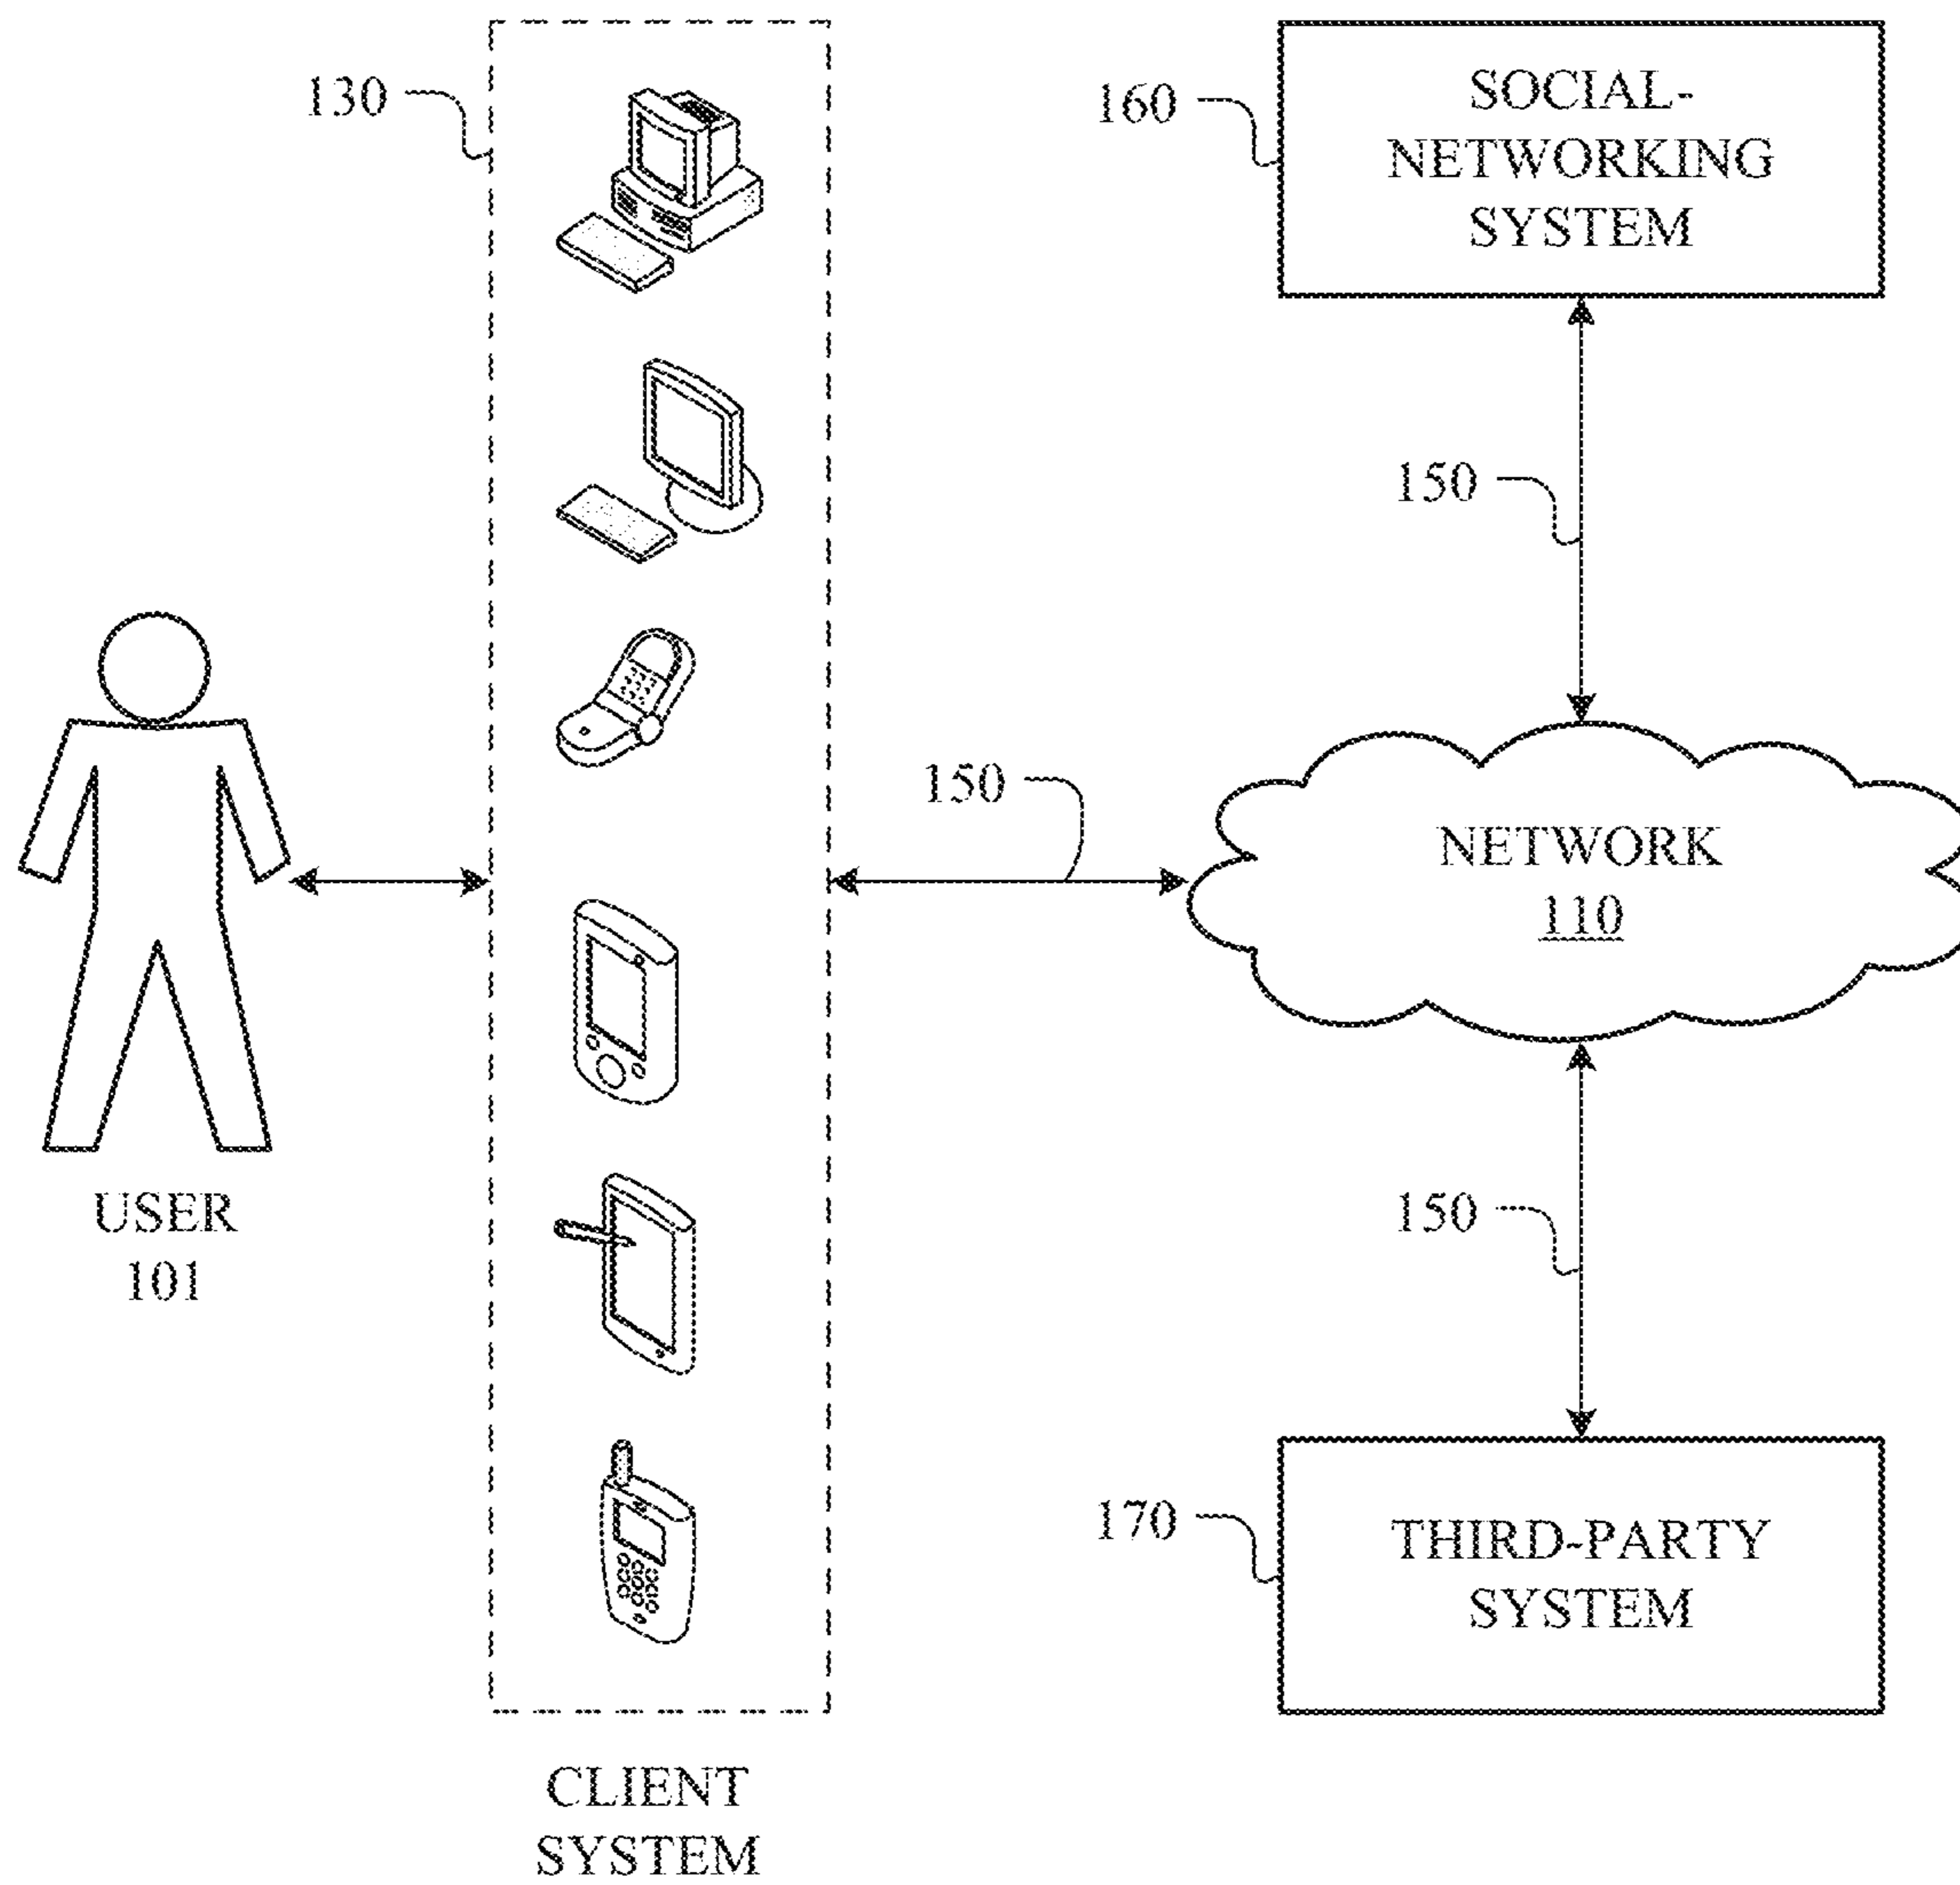 130
160
SOCIAL-
NETWORKING
SYSTEM
150
150
NETWORK
110
USER
101
150
170
THIRD-PARTY
SYSTEM
CLIENT
SYSTEM